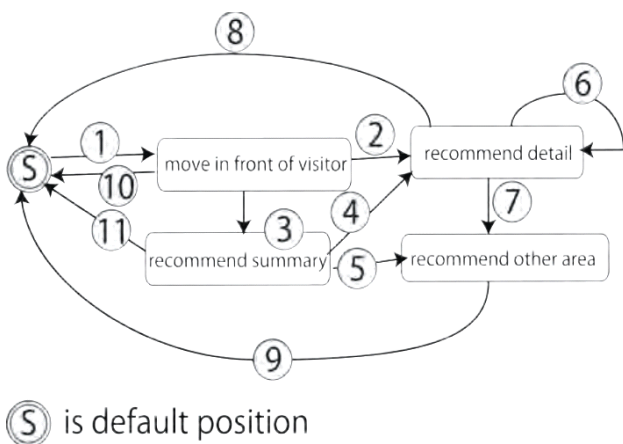 8
6
1
2
S
move in front of visitor
recommend detail
10
7
4
11
3
recommend summary
5
recommend other area
9
S is default position